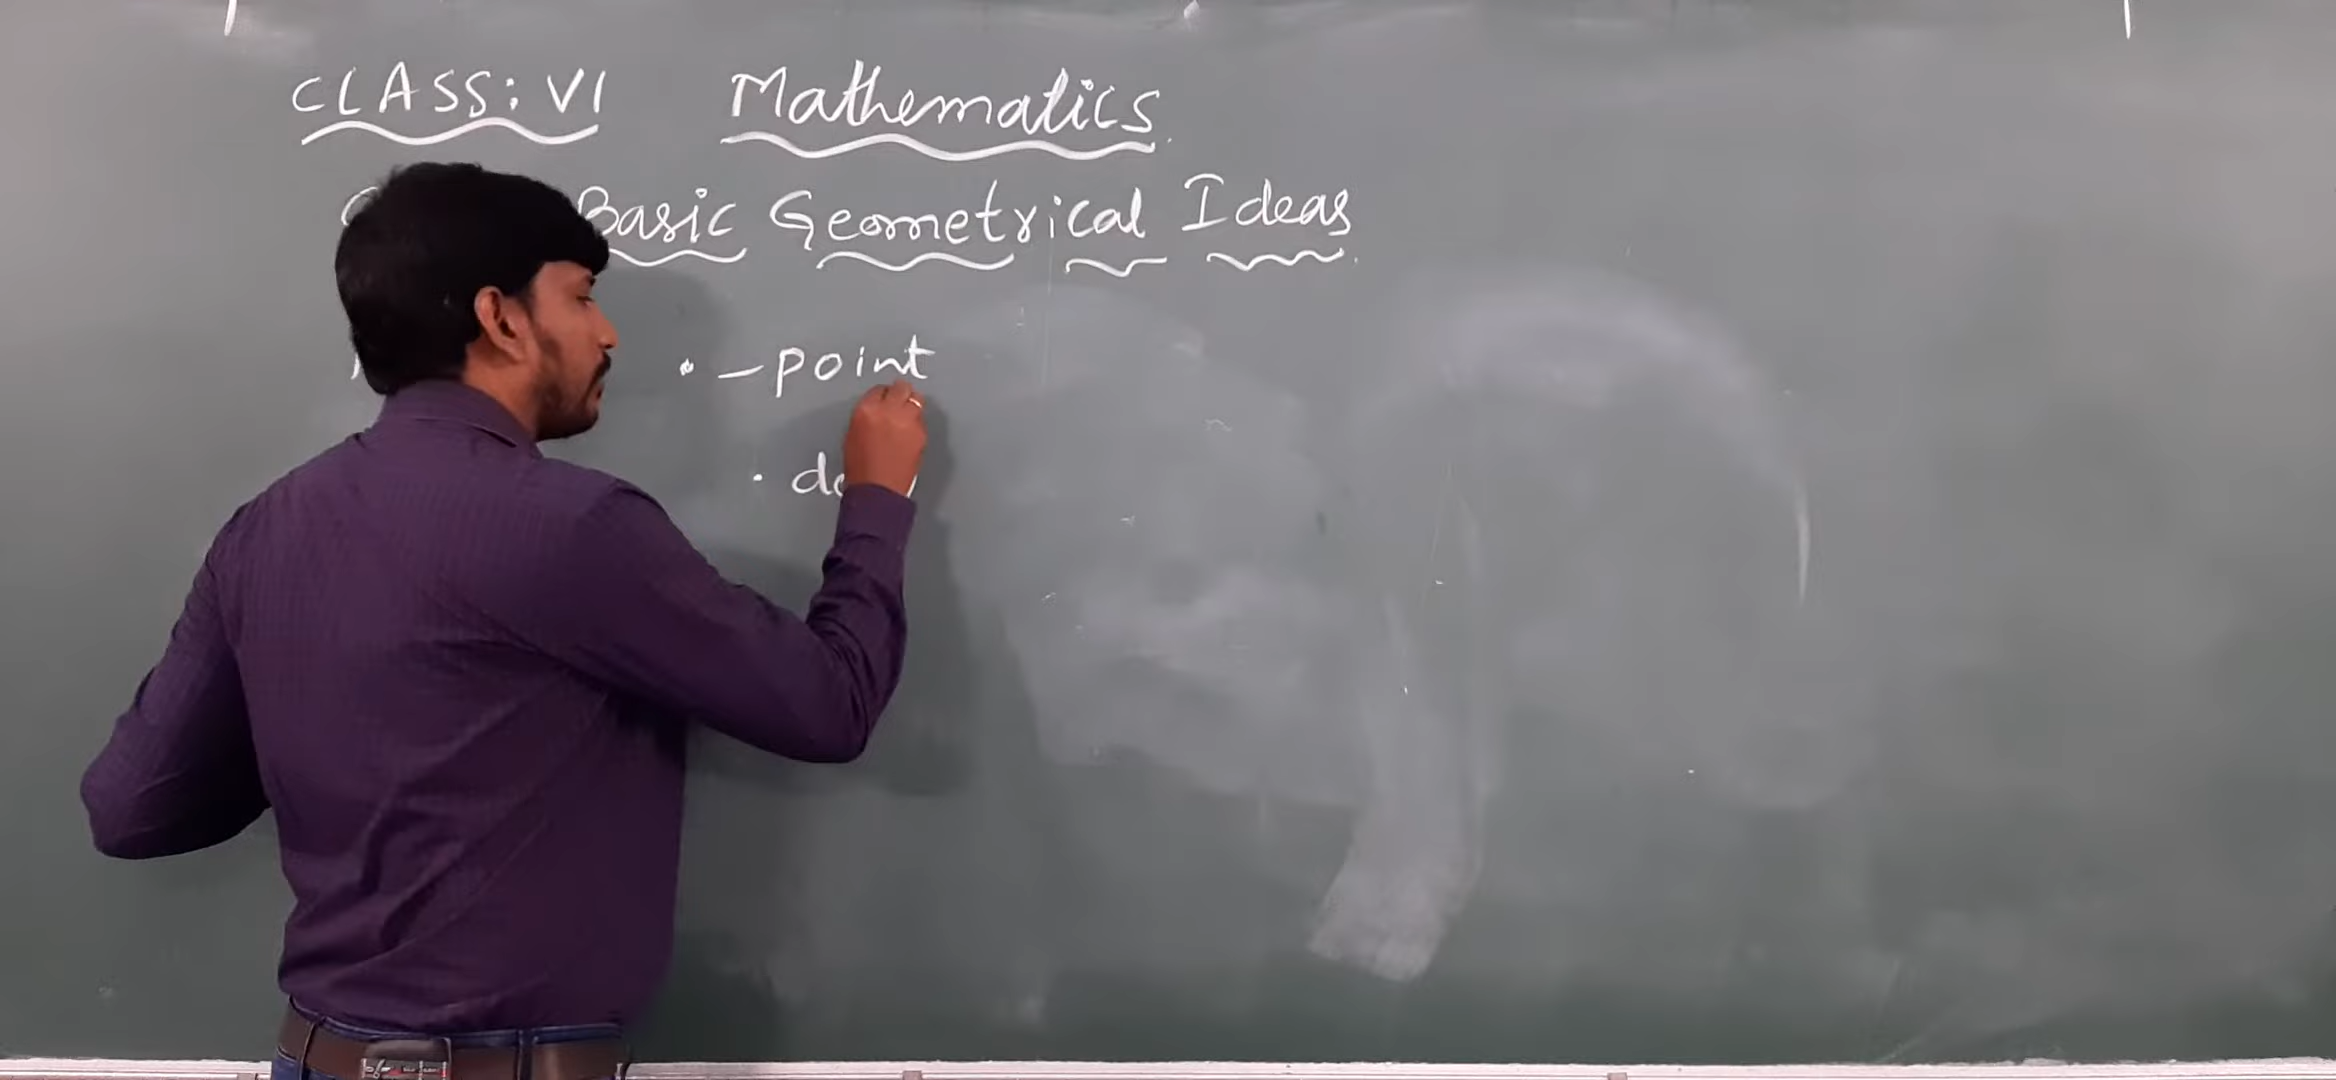 CLASS: VI Mathematics
Basic Geometrical Ideas
. - point
.